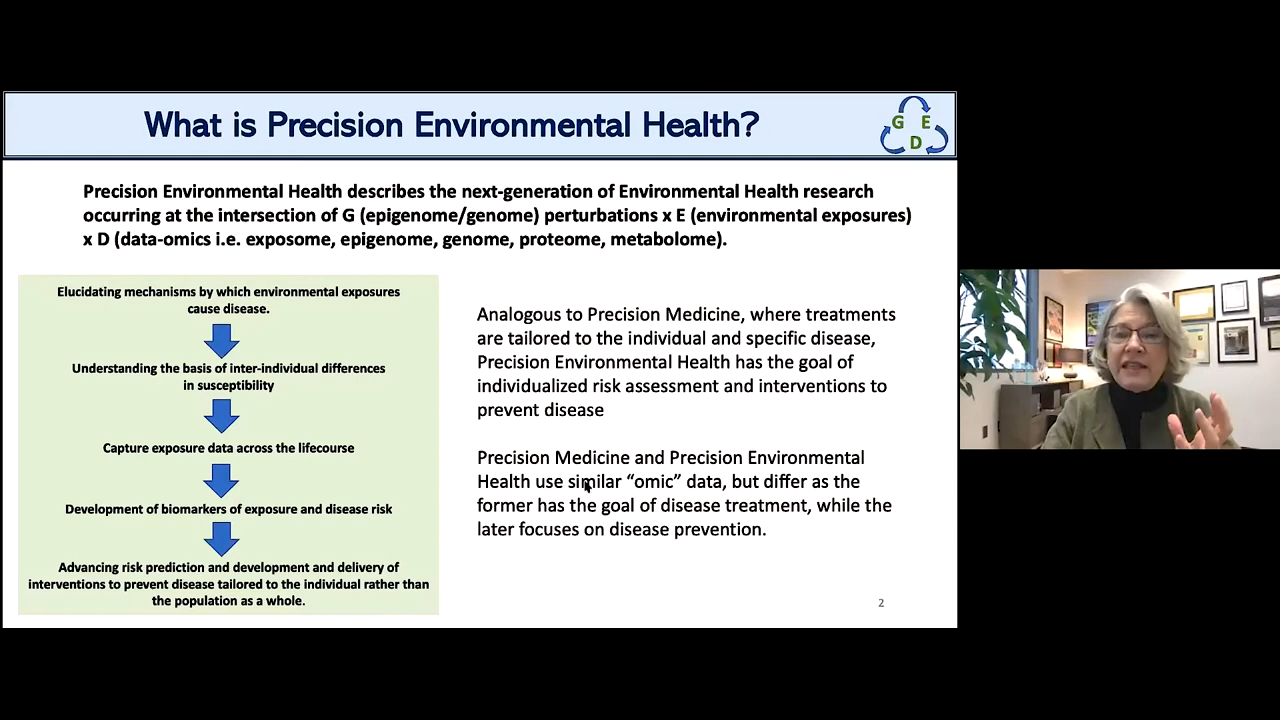 What is Precision Environmental Health?
G E
D
Precision Environmental Health describes the next-generation of Environmental Health research
occurring at the intersection of G (epigenome/genome) perturbations x E (environmental exposures)
x D (data-omics i.e. exposome, epigenome, genome, proteome, metabolome).
Elucidating mechanisms by which environmental exposures
cause disease.
Understanding the basis of inter-individual differences
in susceptibility
Capture exposure data across the lifecourse
Development of biomarkers of exposure and disease risk
Advancing risk prediction and development and delivery of
interventions to prevent disease tailored to the individual rather than
the population as a whole.
Analogous to Precision Medicine, where treatments
are tailored to the individual and specific disease,
Precision Environmental Health has the goal of
individualized risk assessment and interventions to
prevent disease
Precision Medicine and Precision Environmental
Health use similar “omic” data, but differ as the
former has the goal of disease treatment, while the
later focuses on disease prevention.
2